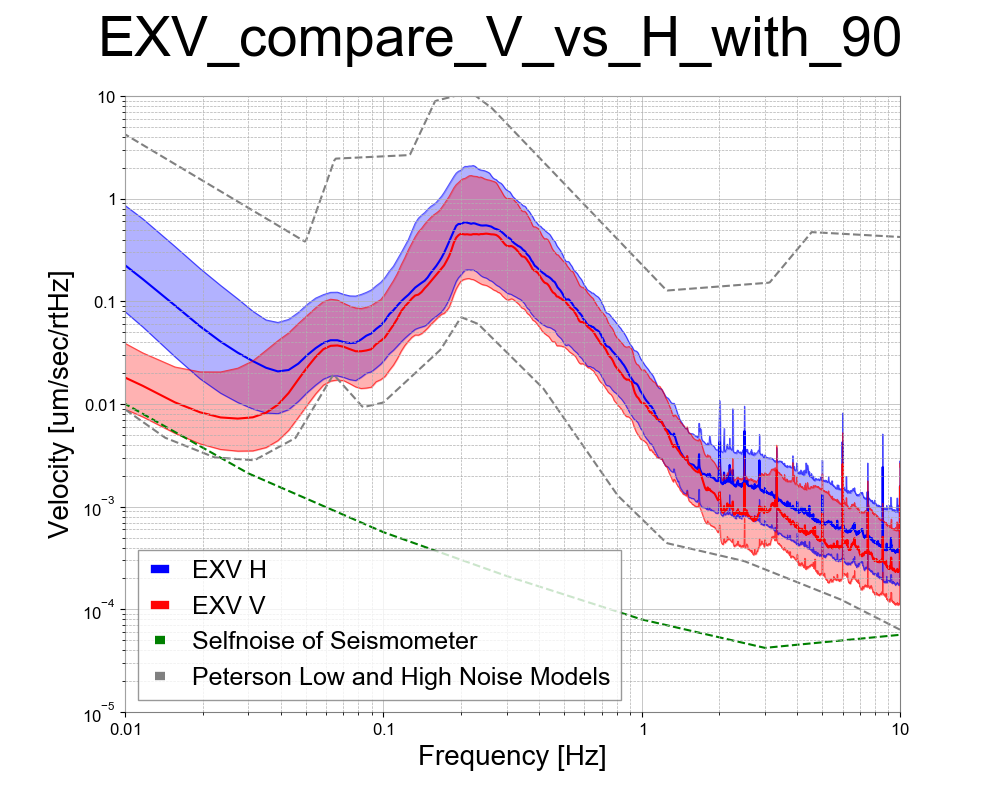 EXV_compare_V_vs_H_with_90
Velocity [um/sec/rtHz]
10
1
0.1
0.01
10⁻³
10⁻⁴
10⁻⁵
EXV H
EXV V
Selfnoise of Seismometer
Peterson Low and High Noise Models
0.01
0.1
1
10
Frequency [Hz]